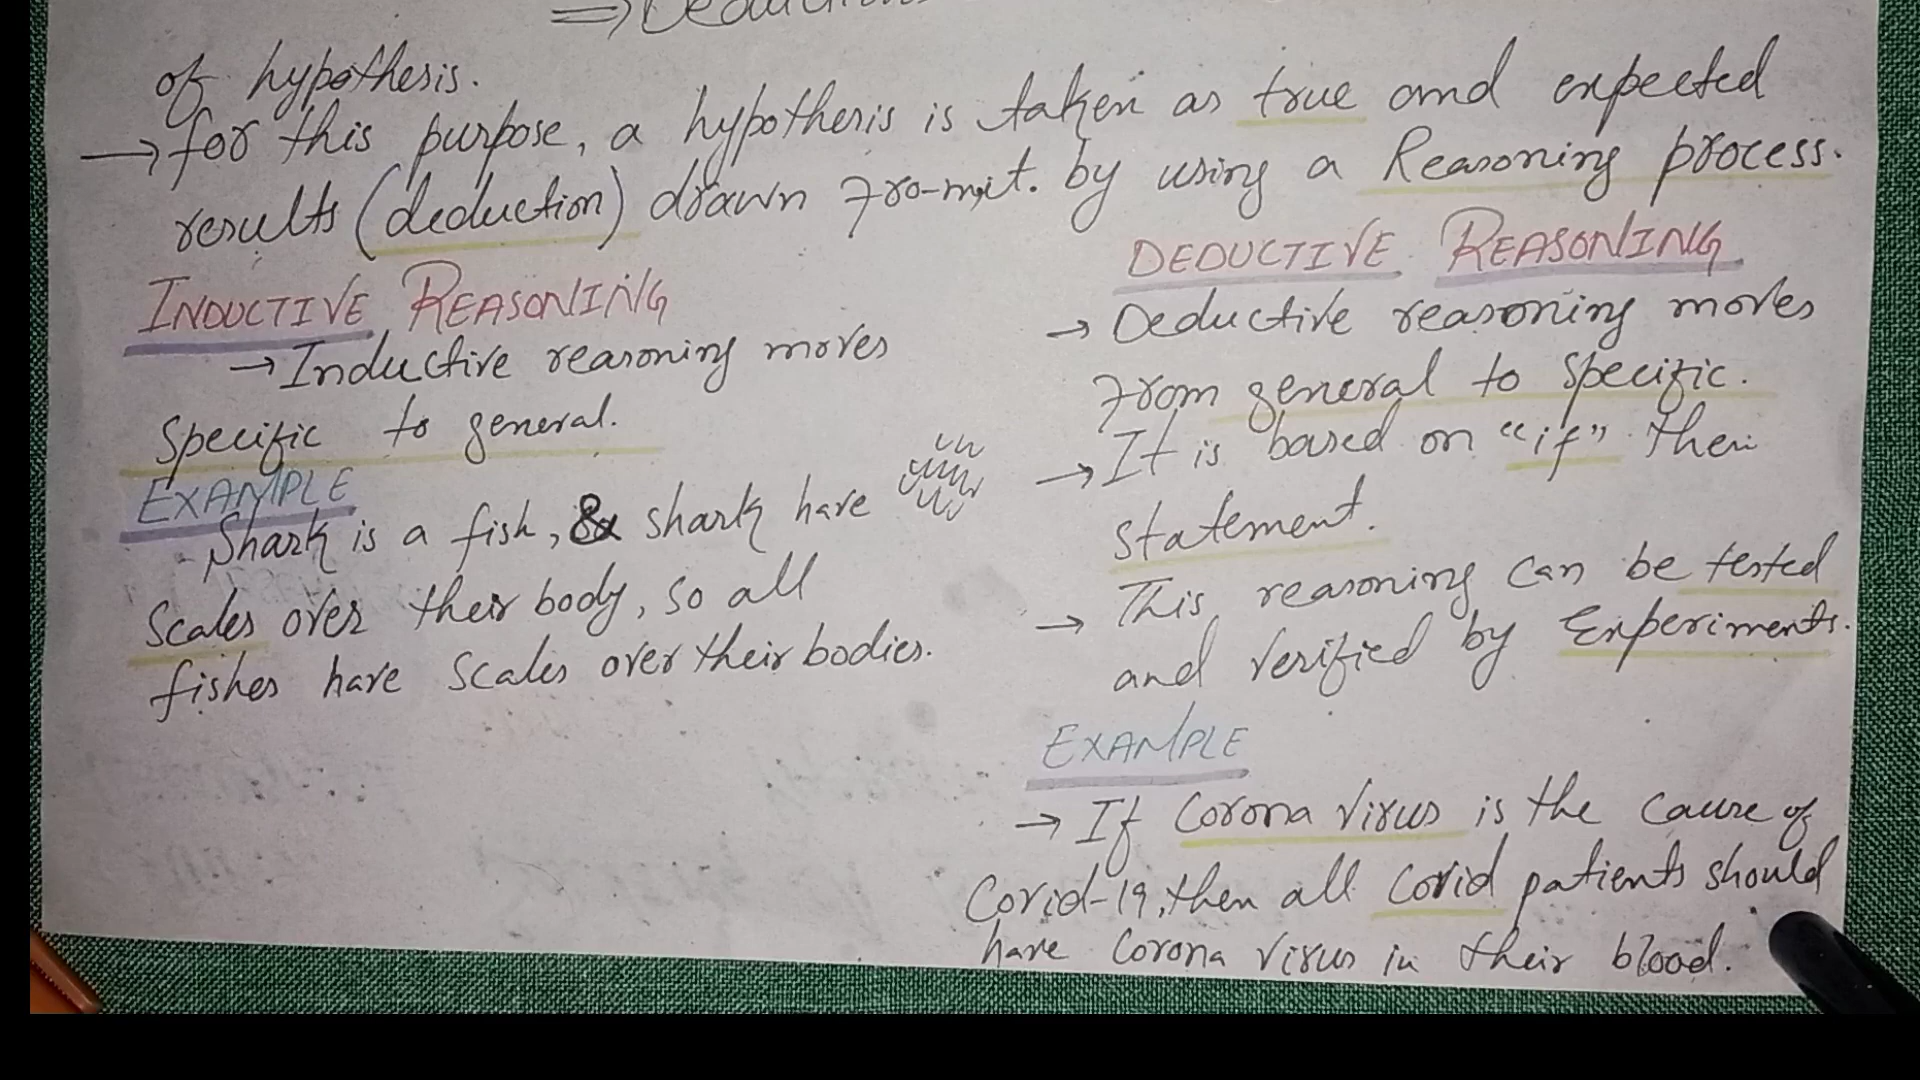 ⇒ Deduction
of hypothesis.
→ for this purpose, a hypothesis is taken as true and expected
results (deduction) drawn from it. by using a Reasoning process.
INDUCTIVE REASONING
→ Inductive reasoning moves
Specific to general.
EXAMPLE
Shark is a fish, & shark have
Scales over their body, so all
fishes have Scales over their bodies.
DEDUCTIVE REASONING
→ Deductive reasoning moves
from general to specific.
→ It is based on "if" then
statement.
→ This reasoning can be tested
and verified by Experiments.
EXAMPLE
→ If Corona virus is the cause of
Covid-19, then all Covid patients should
have Corona virus in their blood.